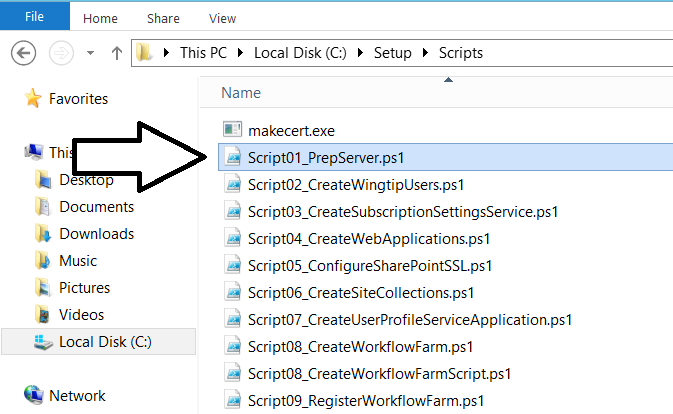 File Home Share View
This PC Local Disk (C:) Setup Scripts
Favorites
This
Desktop
Documents
Downloads
Music
Pictures
Videos
Local Disk (C:)
Network
Name
makecert.exe
Script01_PrepServer.ps1
Script02_CreateWingtipUsers.ps1
Script03_CreateSubscriptionSettingsService.ps1
Script04_CreateWebApplications.ps1
Script05_ConfigureSharePointSSL.ps1
Script06_CreateSiteCollections.ps1
Script07_CreateUserProfileServiceApplication.ps1
Script08_CreateWorkflowFarm.ps1
Script08_CreateWorkflowFarmScript.ps1
Script09_RegisterWorkflowFarm.ps1